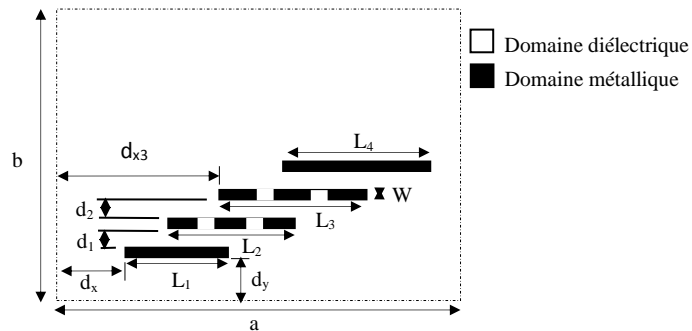 Domaine diélectrique
Domaine métallique
L4
b
dx3
W
d2
L3
d1
L2
dx
L1
dy
a